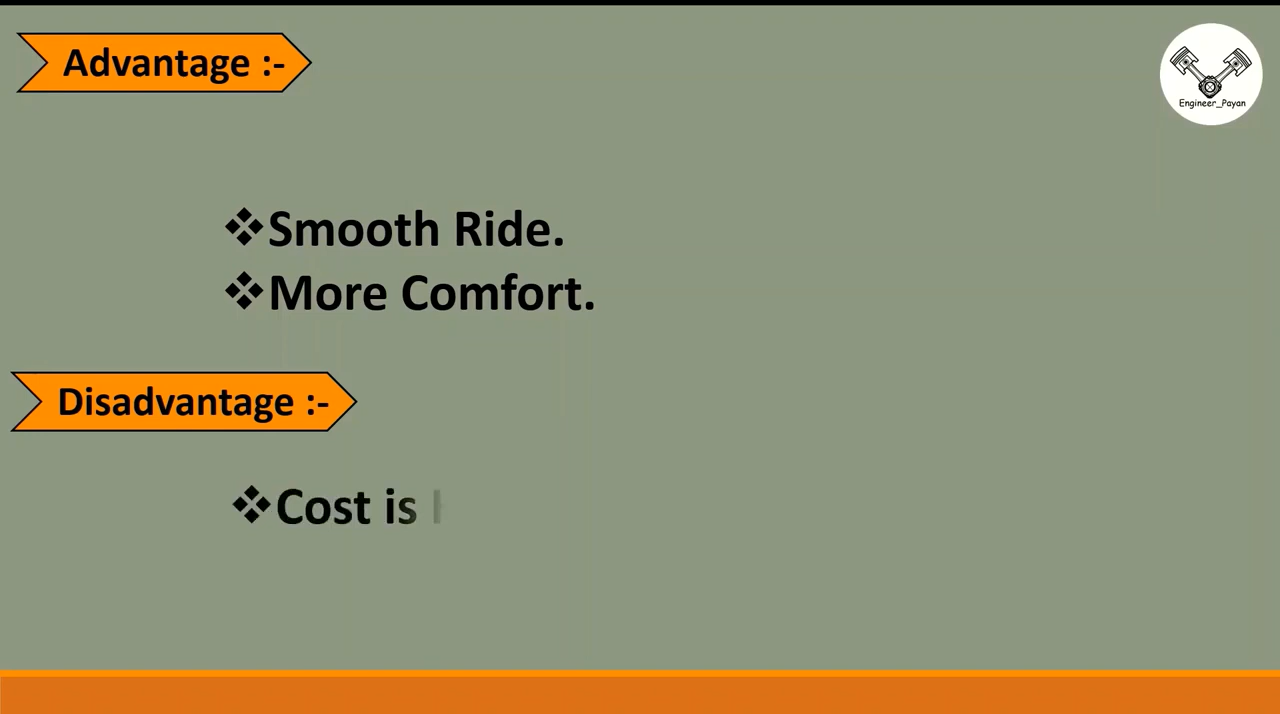 Advantage :-
Engineer_Payan
❖Smooth Ride.
❖More Comfort.
Disadvantage :-
❖Cost is